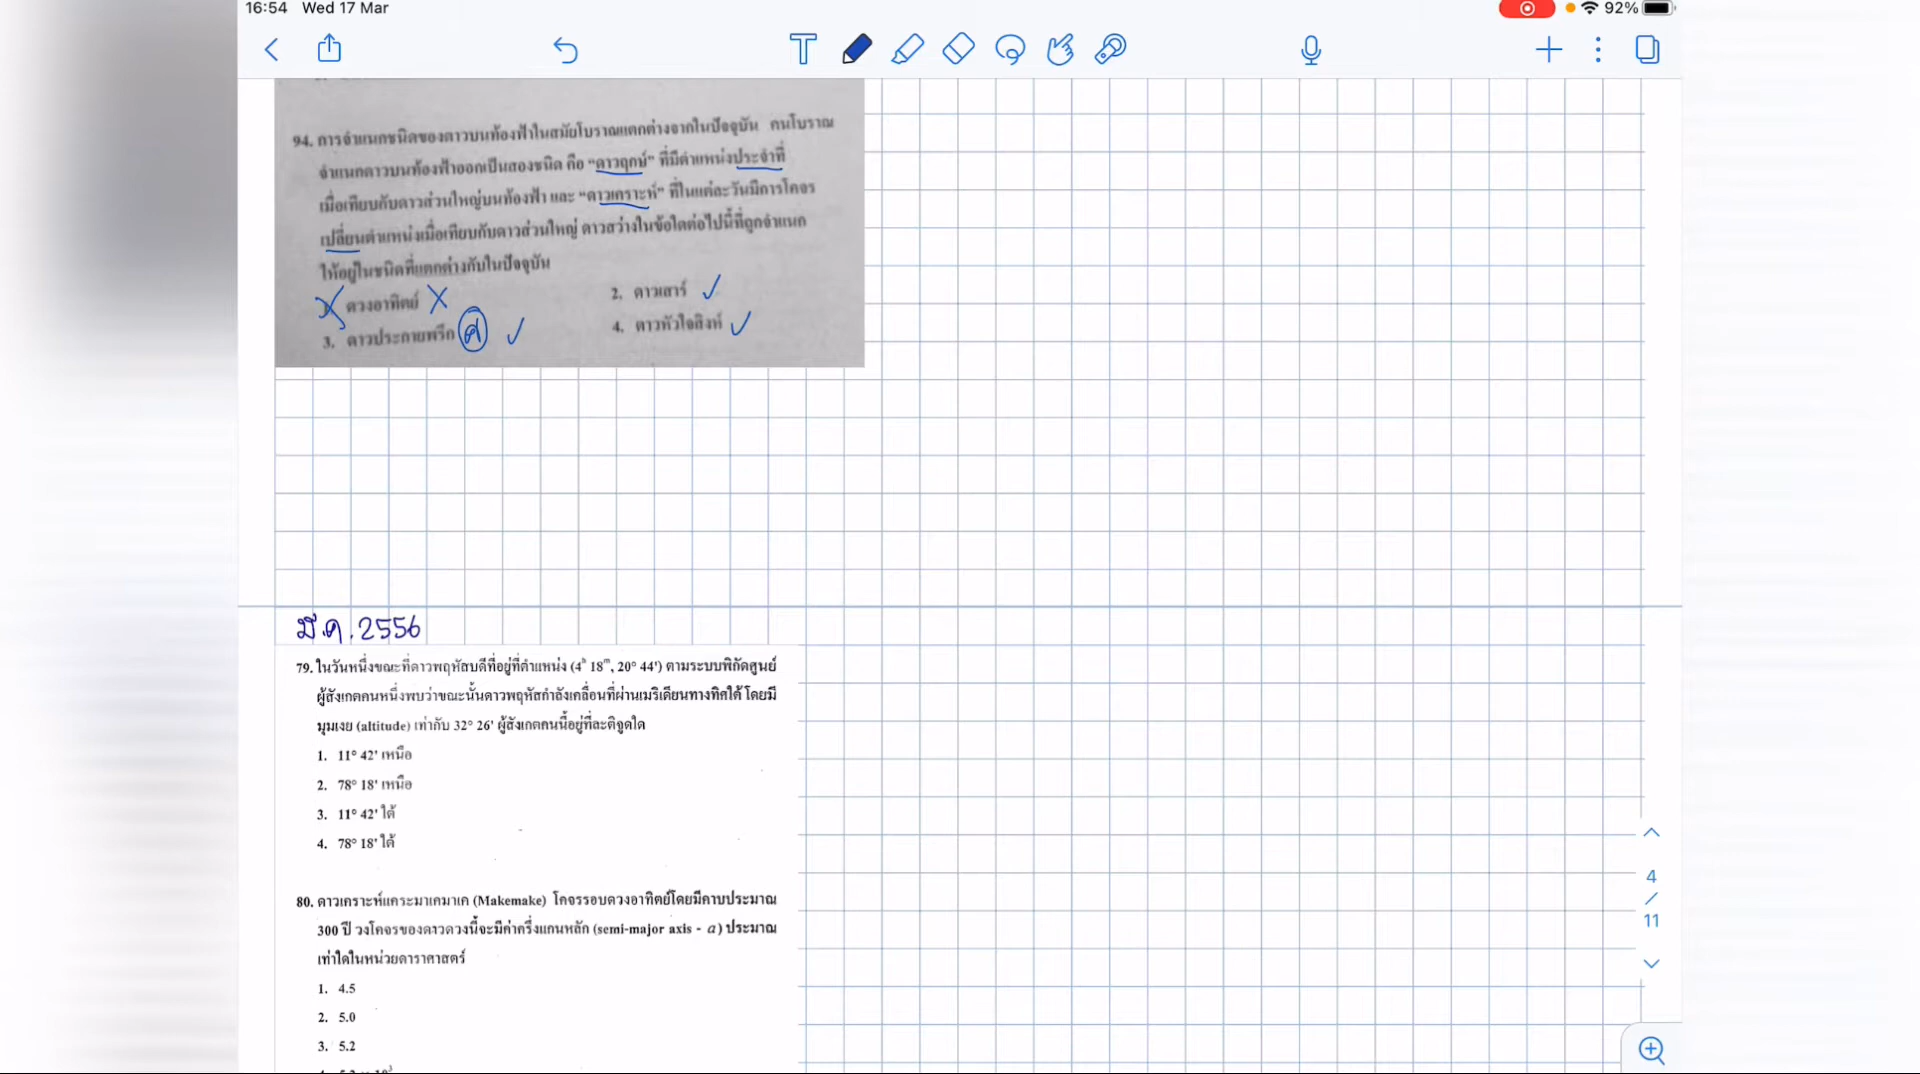 16:54 Wed 17 Mar
92%
94. การจำแนกชนิดของดาวบนท้องฟ้าในสมัยโบราณแตกต่างจากในปัจจุบัน คนโบราณ
จำแนกดาวบนท้องฟ้าออกเป็นสองชนิด คือ “ดาวฤกษ์” ที่มีตำแหน่งประจำที่
เมื่อเทียบกับดาวส่วนใหญ่บนท้องฟ้า และ “ดาวเคราะห์” ที่ในแต่ละวันมีการโคจร
เปลี่ยนตำแหน่งเมื่อเทียบกับดาวส่วนใหญ่ ดาวสว่างในข้อใดต่อไปนี้ที่ถูกจำแนก
ให้อยู่ในชนิดที่แตกต่างกับในปัจจุบัน
ดวงอาทิตย์
2. ดาวเสาร์
3. ดาวประกายพรึก ศ
4. ดาวหัวใจสิงห์
มี.ค. 2556
79. ในวันหนึ่งขณะที่ดาวพฤหัสบดีที่อยู่ที่ตำแหน่ง (4h 18m, 20° 44') ตามระบบพิกัดศูนย์
ผู้สังเกตคนหนึ่งพบว่าขณะนั้นดาวพฤหัสกำลังเคลื่อนที่ผ่านเมริเดียนทางทิศใต้ โดยมี
มุมเงย (altitude) เท่ากับ 32° 26' ผู้สังเกตคนนี้อยู่ที่ละติจูดใด
1. 11° 42' เหนือ
2. 78° 18' เหนือ
3. 11° 42' ใต้
4. 78° 18' ใต้
80. ดาวเคราะห์แคระมาเคมาเค (Makemake) โคจรรอบดวงอาทิตย์โดยมีคาบประมาณ
300 ปี วงโคจรของดาวดวงนี้จะมีค่าครึ่งแกนหลัก (semi-major axis - a) ประมาณ
เท่าใดในหน่วยดาราศาสตร์
1. 4.5
2. 5.0
3. 5.2
4
/
11